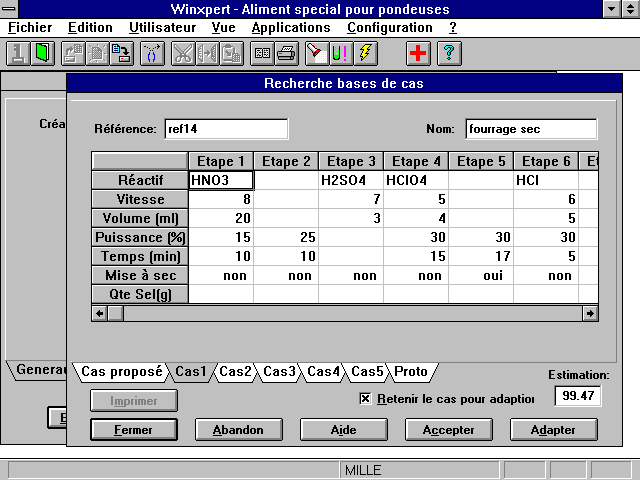 Winxpert - Aliment special pour pondeuses
Fichier Edition Utilisateur Vue Applications Configuration ?
Recherche bases de cas
Créa
Référence: ref14 Nom: fourrage sec
Etape 1 Etape 2 Etape 3 Etape 4 Etape 5 Etape 6 Et
Réactif HNO3 H2SO4 HClO4 HCl
Vitesse 8 7 5 6
Volume (ml) 20 3 4 5
Puissance (%) 15 25 30 30 30
Temps (min) 10 10 15 17 5
Mise à sec non non non non oui non
Qte Sel(g)
Generau Cas proposé Cas1 Cas2 Cas3 Cas4 Cas5 Proto
Estimation:
Imprimer Retenir le cas pour adaption 99.47
Fermer Abandon Aide Accepter Adapter
MILLE